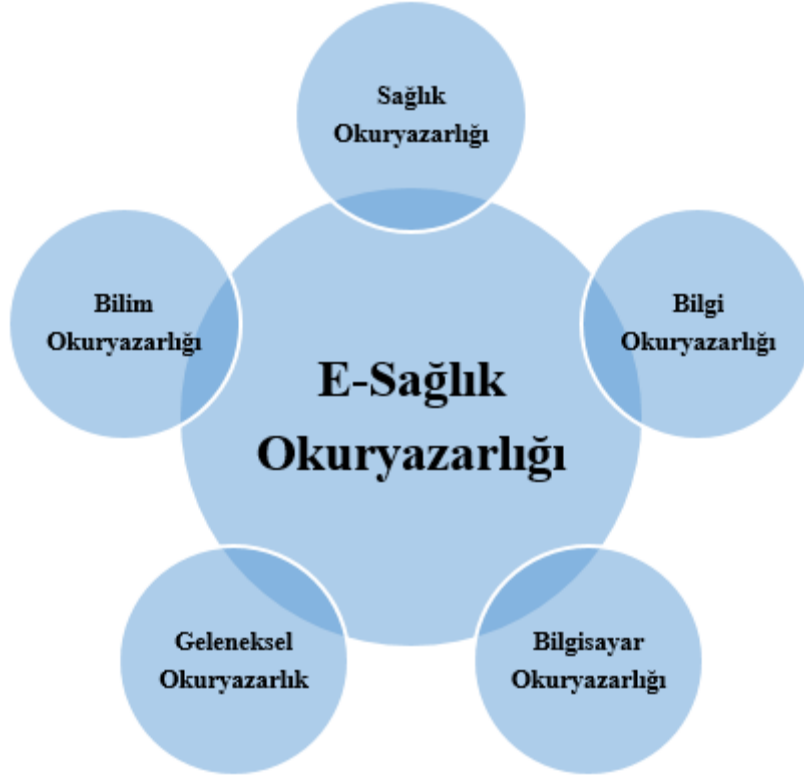 Sağlık
Okuryazarlığı
Bilim
Okuryazarlığı
Bilgi
Okuryazarlığı
E-Sağlık
Okuryazarlığı
Geleneksel
Okuryazarlık
Bilgisayar
Okuryazarlığı